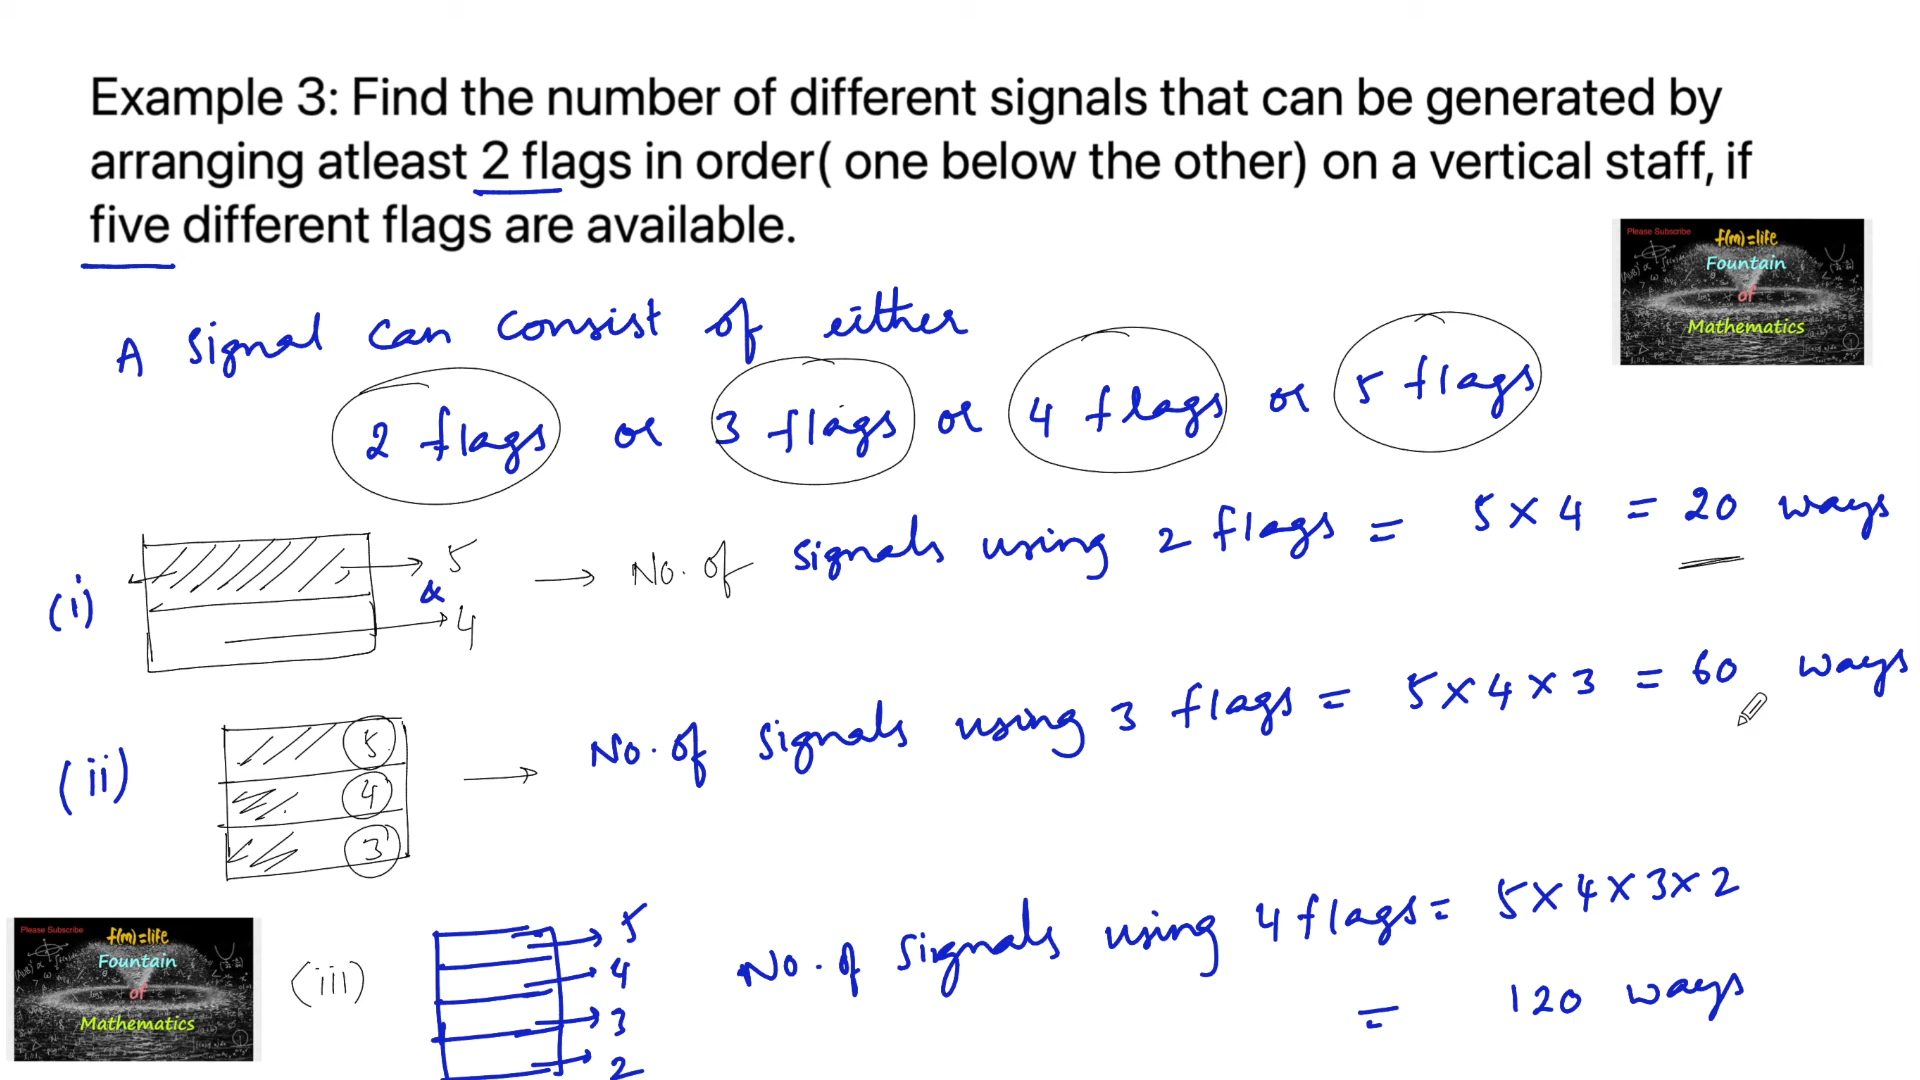 Example 3: Find the number of different signals that can be generated by
arranging atleast 2 flags in order( one below the other) on a vertical staff, if
five different flags are available.
Please Subscribe
f(m)=life
Fountain
of
Mathematics
A signal can consist of either
2 flags or 3 flags or 4 flags or 5 flags
(i) 5 & 4 → No. of signals using 2 flags = 5 × 4 = 20 ways
(ii) 5 4 3 → No. of signals using 3 flags = 5 × 4 × 3 = 60 ways
(iii) 5 4 3 2 No. of signals using 4 flags = 5 × 4 × 3 × 2
= 120 ways
Please Subscribe
f(m)=life
Fountain
of
Mathematics